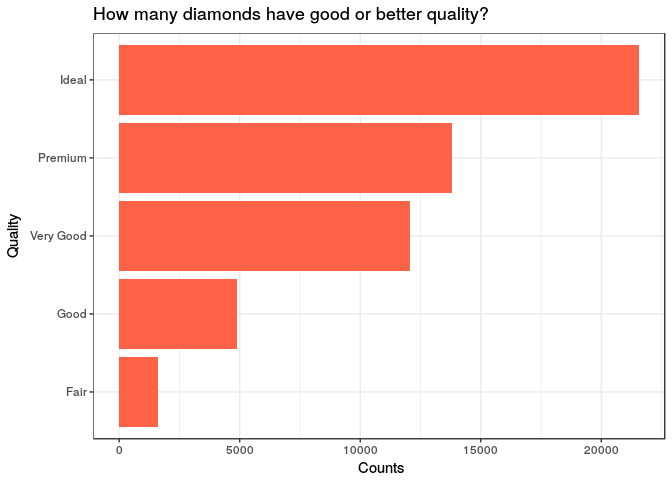 How many diamonds have good or better quality?
Quality
Ideal
Premium
Very Good
Good
Fair
0 5000 10000 15000 20000
Counts